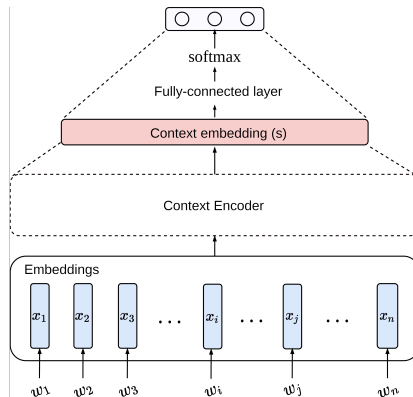 softmax
Fully-connected layer
Context embedding (s)
Context Encoder
Embeddings
x₁ x₂ x₃ ... xᵢ ... xⱼ ... xₙ
w₁ w₂ w₃ wᵢ wⱼ wₙ